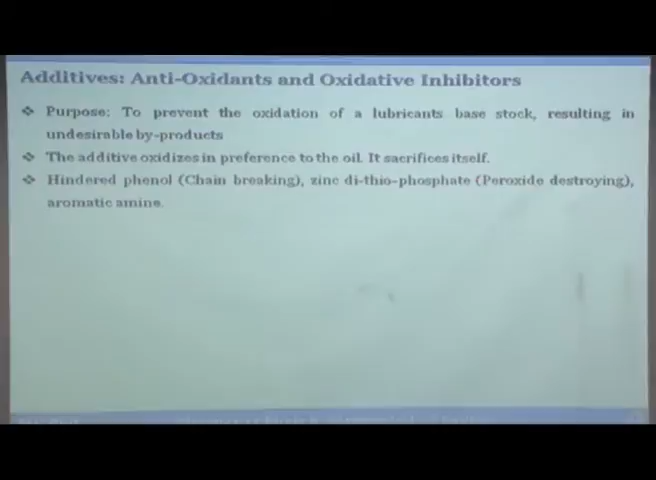 Additives: Anti-Oxidants and Oxidative Inhibitors
❖ Purpose: To prevent the oxidation of a lubricants base stock, resulting in
undesirable by-products
❖ The additive oxidizes in preference to the oil. It sacrifices itself.
❖ Hindered phenol (Chain breaking), zinc di-thio-phosphate (Peroxide destroying),
aromatic amine.